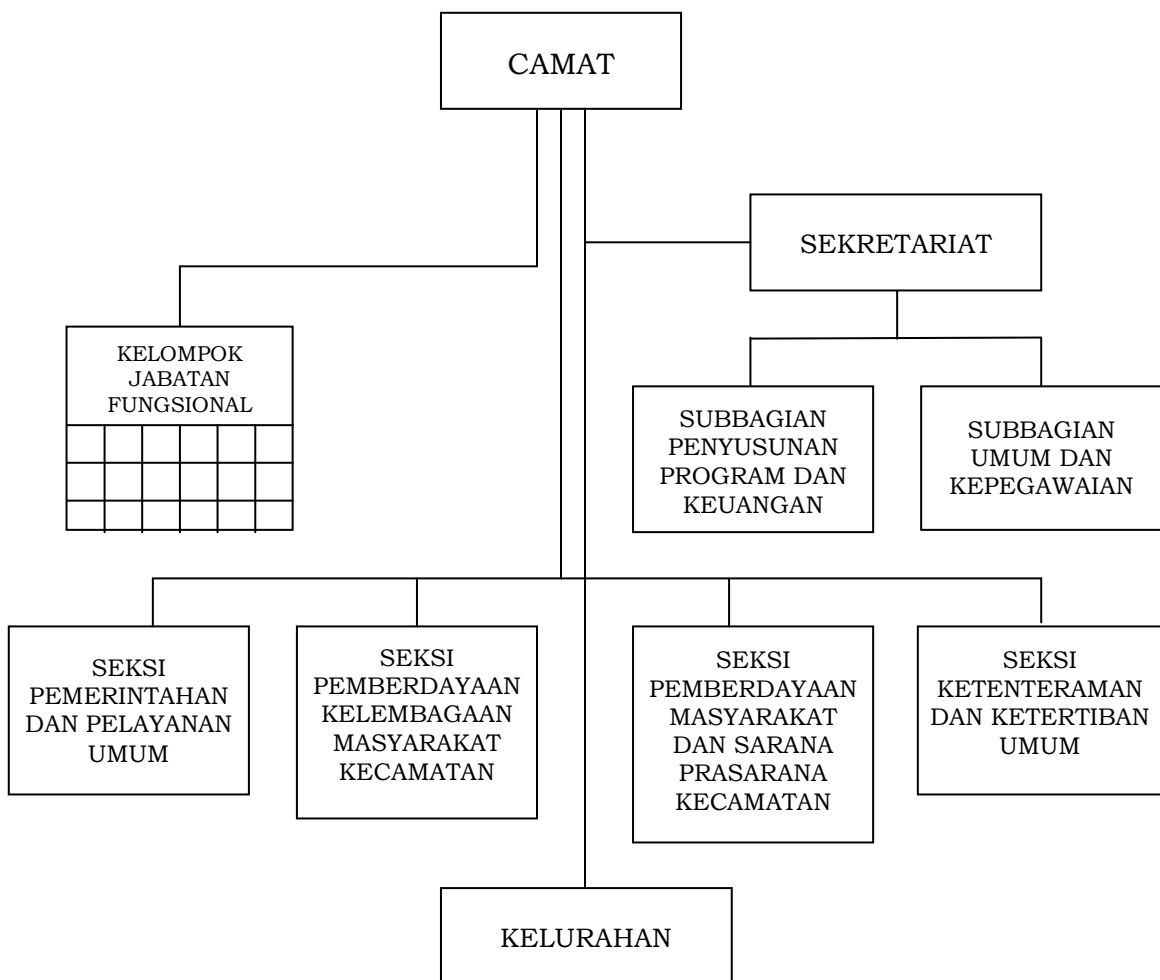 CAMAT
SEKRETARIAT
KELOMPOK
JABATAN
FUNGSIONAL
SUBBAGIAN
PENYUSUNAN
PROGRAM DAN
KEUANGAN
SUBBAGIAN
UMUM DAN
KEPEGAWAIAN
SEKSI
PEMERINTAHAN
DAN PELAYANAN
UMUM
SEKSI
PEMBERDAYAAN
KELEMBAGAAN
MASYARAKAT
KECAMATAN
SEKSI
PEMBERDAYAAN
MASYARAKAT
DAN SARANA
PRASARANA
KECAMATAN
SEKSI
KETENTERAMAN
DAN KETERTIBAN
UMUM
KELURAHAN